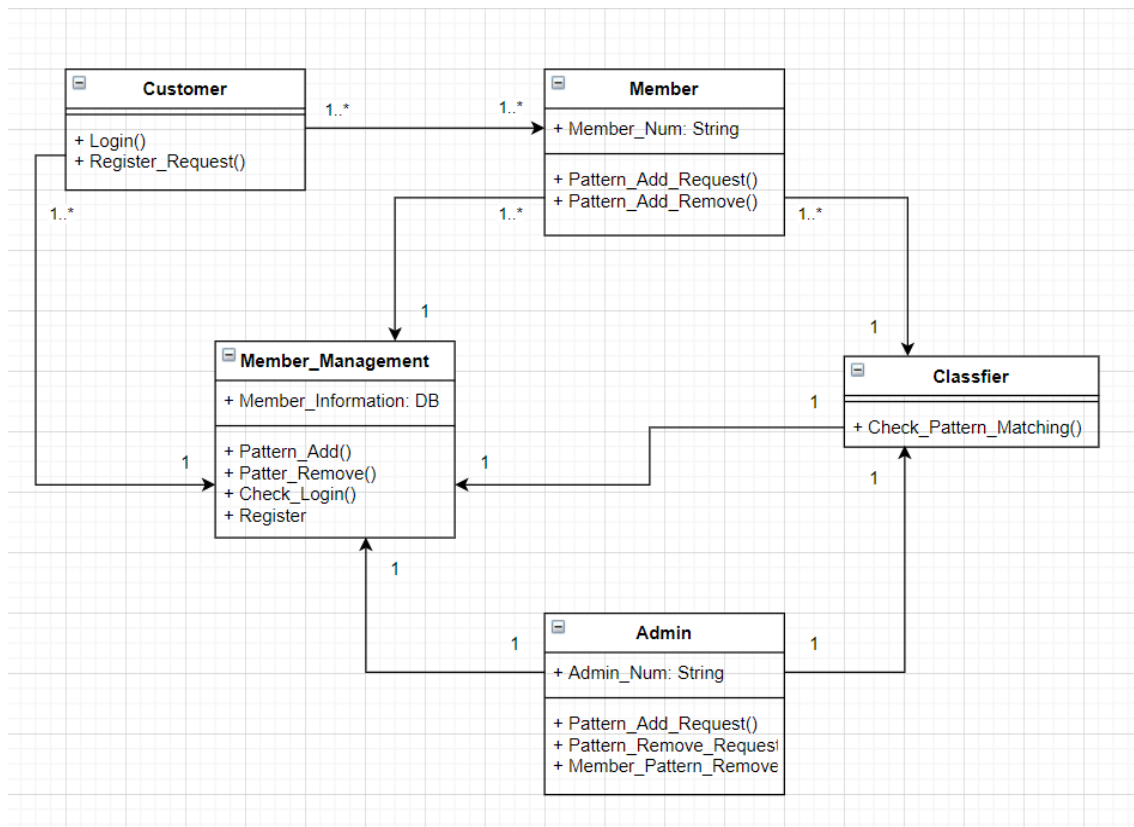 Customer
+ Login()
+ Register_Request()
1..*
1..*
1..*
Member
+ Member_Num: String
+ Pattern_Add_Request()
+ Pattern_Add_Remove()
1..*
1..*
1
1
Member_Management
+ Member_Information: DB
+ Pattern_Add()
+ Patter_Remove()
+ Check_Login()
+ Register
1
1
1
Classfier
+ Check_Pattern_Matching()
1
1
1
1
Admin
+ Admin_Num: String
+ Pattern_Add_Request()
+ Pattern_Remove_Request
+ Member_Pattern_Remove
1